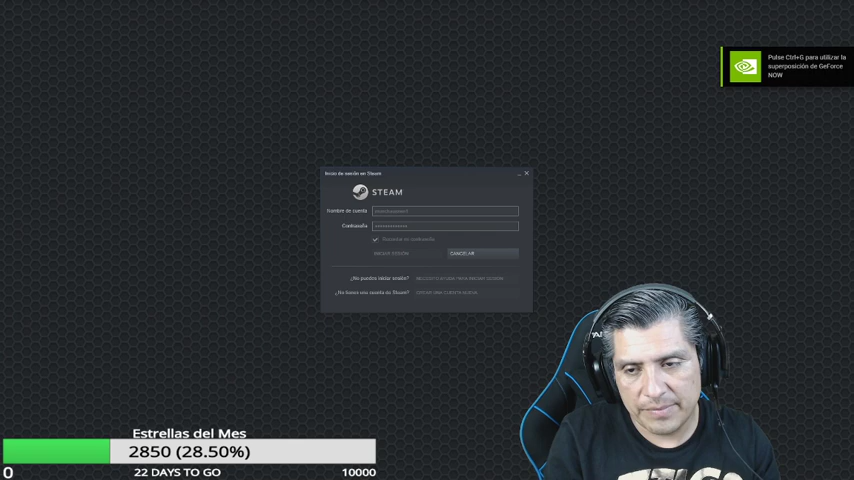 Pulse Ctrl+G para utilizar la
superposición de GeForce
NOW
Inicio de sesión en Steam
STEAM
Nombre de cuenta
Contraseña
Recordar mi contraseña
INICIAR SESIÓN
CANCELAR
¿No puedes iniciar sesión?
¿No tienes una cuenta de Steam?
CREAR UNA CUENTA NUEVA
Estrellas del Mes
2850 (28.50%)
0
22 DAYS TO GO
10000